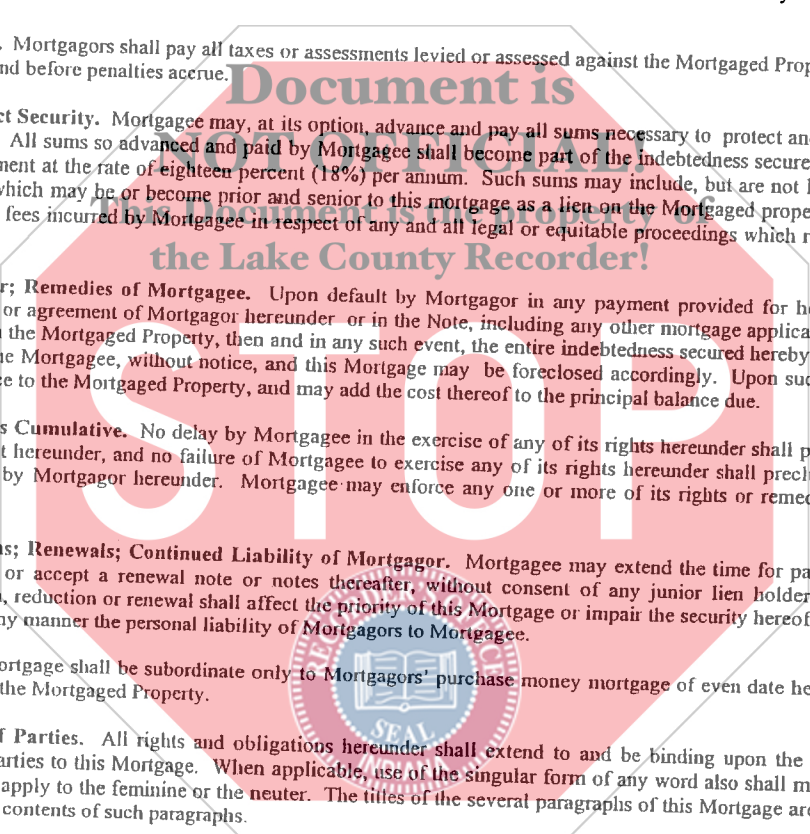 . Mortgagors shall pay all taxes or assessments levied or assessed against the Mortgaged Prop
nd before penalties accrue.
Document is
ct Security. Mortgagee may, at its option, advance and pay all sums necessary to protect an
NOT OFFICIAL!
All sums so advanced and paid by Mortgagee shall become part of the indebtedness secure
ment at the rate of eighteen percent (18%) per annum. Such sums may include, but are not l
which may be or become prior and senior to this mortgage as a lien on the Mortgaged prope
This Document is the property of
fees incurred by Mortgagee in respect of any and all legal or equitable proceedings which r
the Lake County Recorder!
r; Remedies of Mortgagee. Upon default by Mortgagor in any payment provided for he
or agreement of Mortgagor hereunder or in the Note, including any other mortgage applica
the Mortgaged Property, then and in any such event, the entire indebtedness secured hereby
he Mortgagee, without notice, and this Mortgage may be foreclosed accordingly. Upon suc
ce to the Mortgaged Property, and may add the cost thereof to the principal balance due.
STOP
s Cumulative. No delay by Mortgagee in the exercise of any of its rights hereunder shall p
t hereunder, and no failure of Mortgagee to exercise any of its rights hereunder shall precl
by Mortgagor hereunder. Mortgagee may enforce any one or more of its rights or remed
ns; Renewals; Continued Liability of Mortgagor. Mortgagee may extend the time for pa
or accept a renewal note or notes thereafter, without consent of any junior lien holder
, reduction or renewal shall affect the priority of this Mortgage or impair the security hereof
ny manner the personal liability of Mortgagors to Mortgagee.
ortgage shall be subordinate only to Mortgagors' purchase money mortgage of even date he
the Mortgaged Property.
SEAL
INDIANA
f Parties. All rights and obligations hereunder shall extend to and be binding upon the
arties to this Mortgage. When applicable, use of the singular form of any word also shall m
apply to the feminine or the neuter. The titles of the several paragraphs of this Mortgage are
contents of such paragraphs.